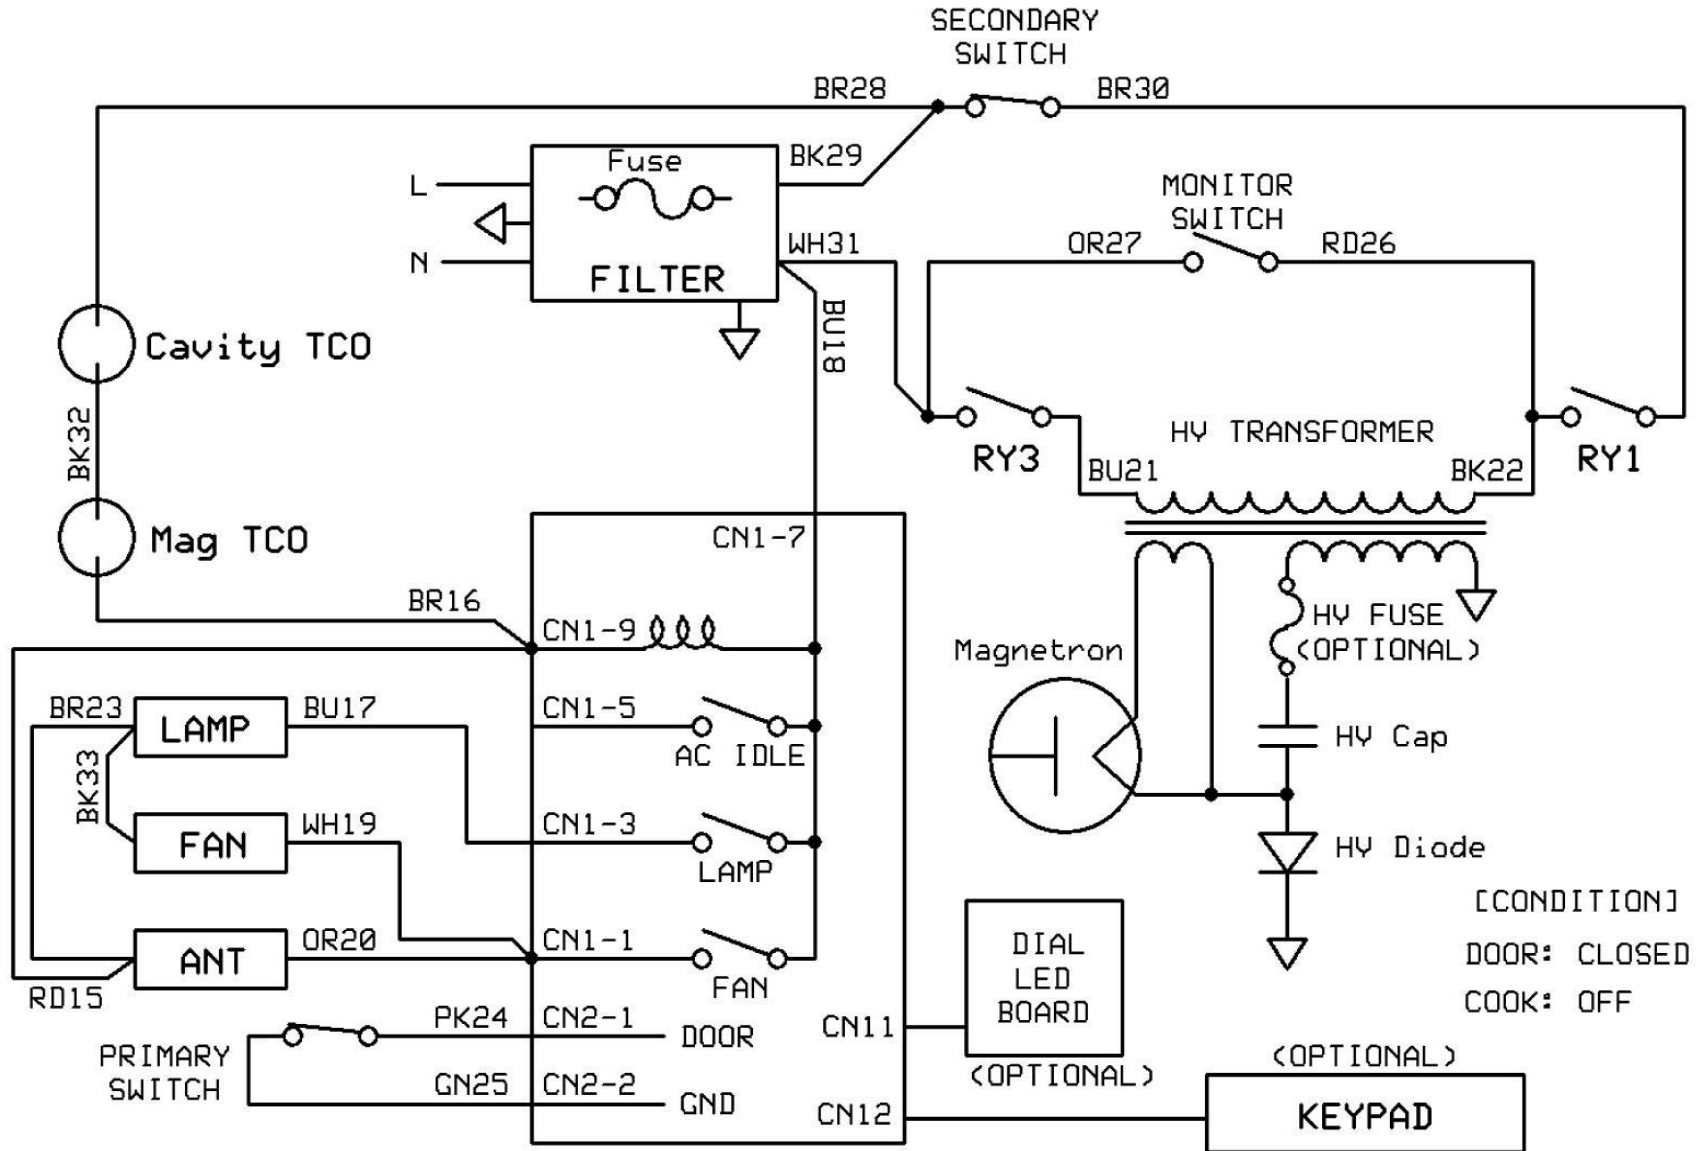 SECONDARY
SWITCH
BR28
BR30
Fuse
BK29
L
MONITOR
SWITCH
WH31
OR27
RD26
N
FILTER
BU18
Cavity TCO
BK32
HV TRANSFORMER
RY3
RY1
BU21
BK22
Mag TCO
CN1-7
BR16
CN1-9
HV FUSE
(OPTIONAL)
Magnetron
BR23
LAMP
BU17
CN1-5
AC IDLE
HV Cap
BK33
FAN
WH19
CN1-3
LAMP
HV Diode
[CONDITION]
DOOR: CLOSED
COOK: OFF
ANT
OR20
CN1-1
FAN
RD15
DIAL
LED
BOARD
(OPTIONAL)
PK24
CN2-1
DOOR
CN11
PRIMARY
SWITCH
GN25
CN2-2
GND
CN12
(OPTIONAL)
KEYPAD